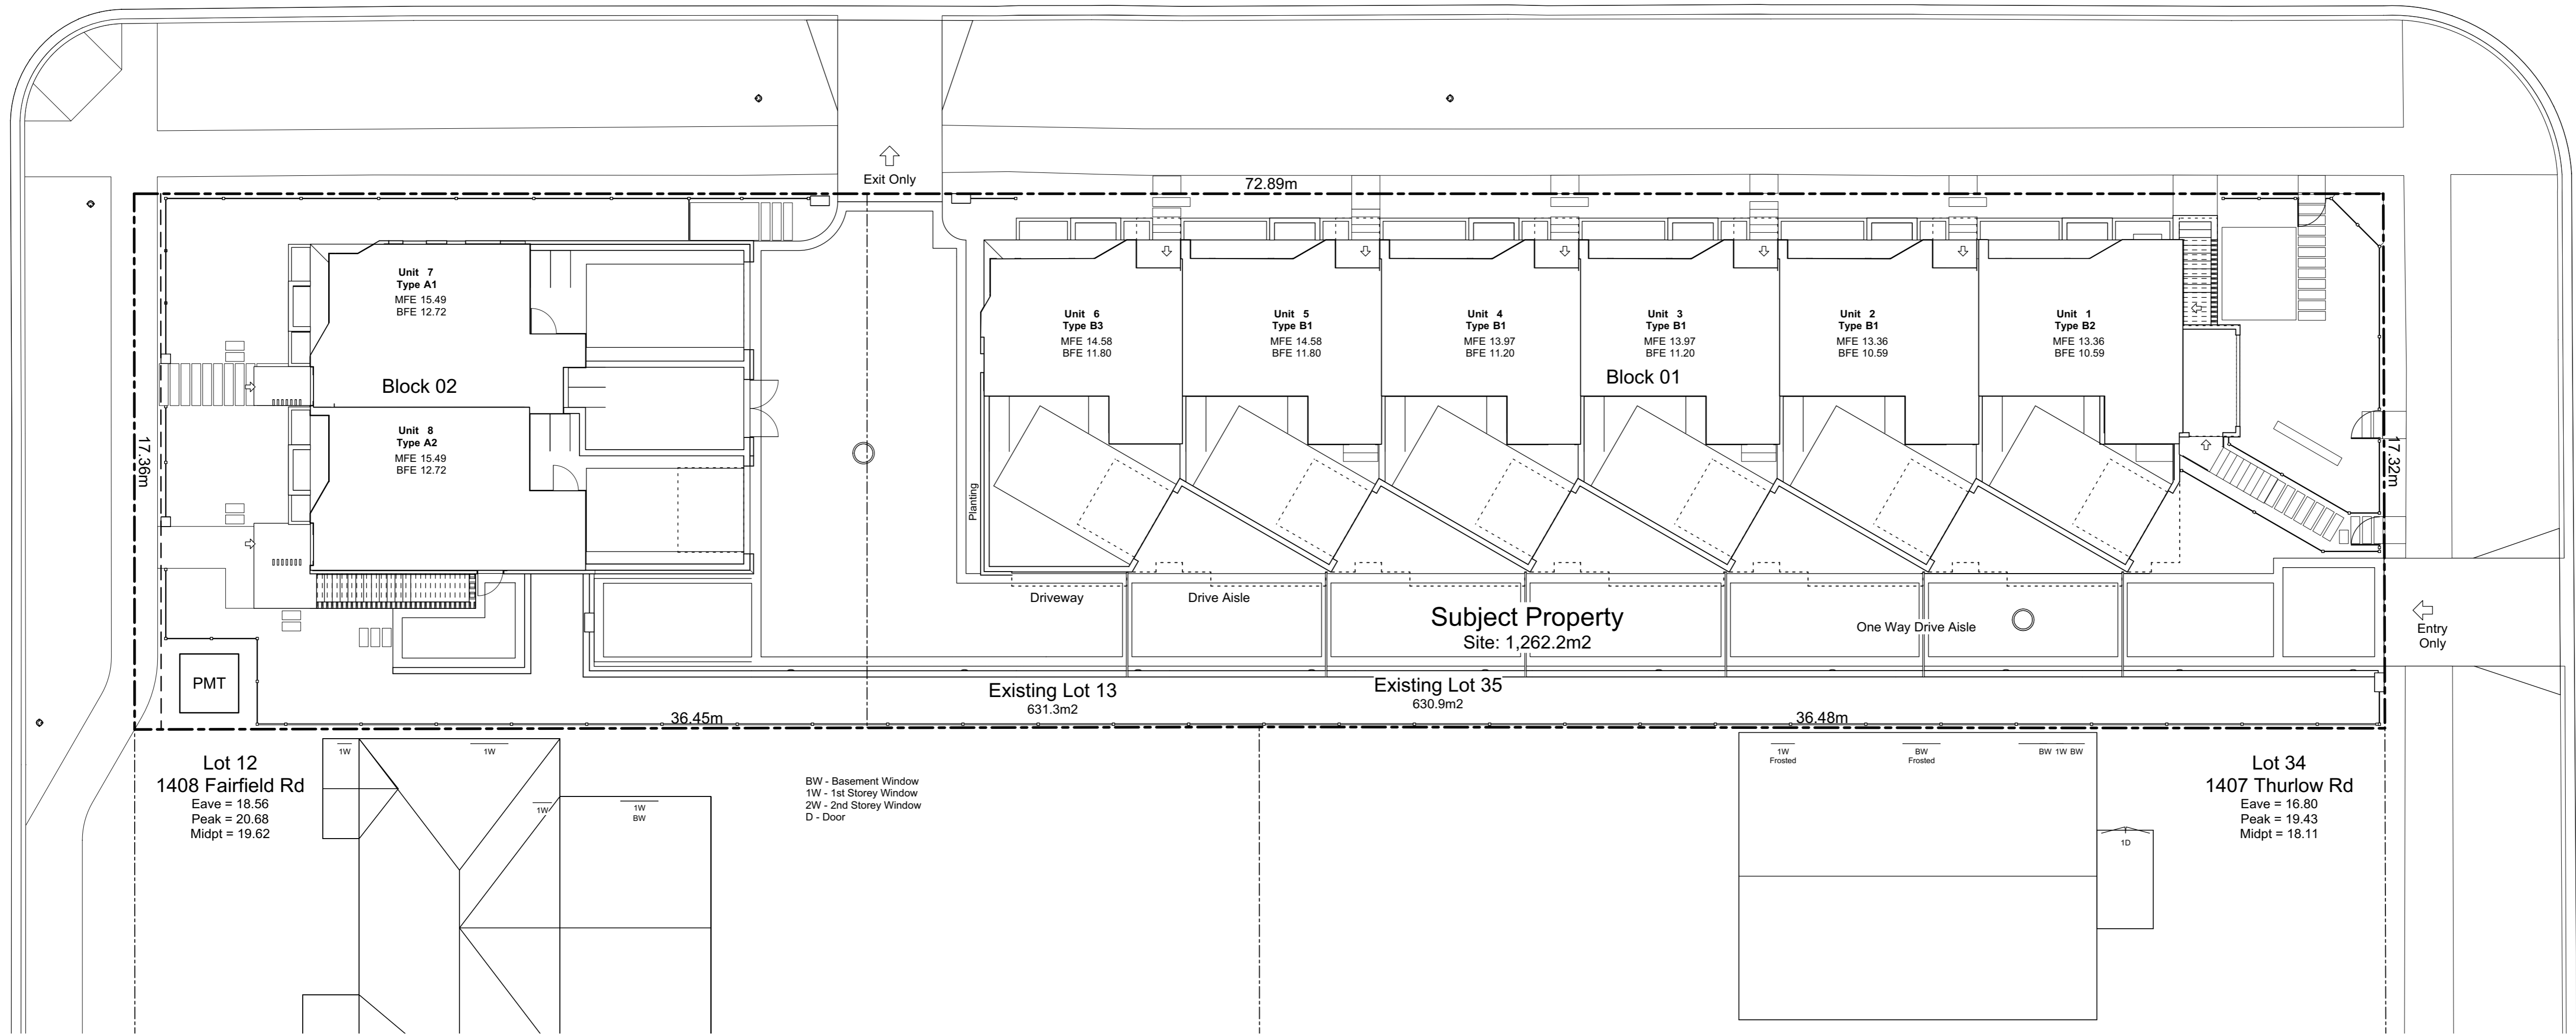 Exit Only
72.89m
Unit 7
Type A1
MFE 15.49
BFE 12.72
Block 02
Unit 8
Type A2
MFE 15.49
BFE 12.72
17.36m
Unit 6
Type B3
MFE 14.58
BFE 11.80
Unit 5
Type B1
MFE 14.58
BFE 11.80
Unit 4
Type B1
MFE 13.97
BFE 11.20
Unit 3
Type B1
MFE 13.97
BFE 11.20
Unit 2
Type B1
MFE 13.36
BFE 10.59
Unit 1
Type B2
MFE 13.36
BFE 10.59
Block 01
17.32m
Planting
Driveway
Drive Aisle
Subject Property
Site: 1,262.2m2
One Way Drive Aisle
Entry
Only
PMT
Existing Lot 13
631.3m2
Existing Lot 35
630.9m2
36.45m
36.48m
Lot 12
1408 Fairfield Rd
Eave = 18.56
Peak = 20.68
Midpt = 19.62
1W
1W
1W
1W
BW
BW - Basement Window
1W - 1st Storey Window
2W - 2nd Storey Window
D - Door
1W
Frosted
BW
Frosted
BW 1W BW
1D
Lot 34
1407 Thurlow Rd
Eave = 16.80
Peak = 19.43
Midpt = 18.11